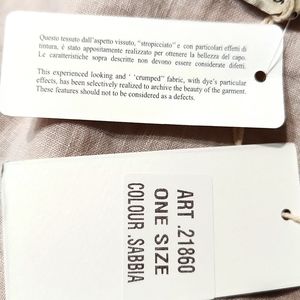 Questo tessuto dall'aspetto vissuto, "stropicciato" e con particolari effetti di
tintura, è stato appositamente realizzato per ottenere la bellezza del capo.
Le caratteristiche sopra descritte non devono essere considerate difetti.
This experienced looking and ' 'crumped" fabric, with dye's particular
effects, has been selectively realized to archive the beauty of the garment.
These features should not to be considered as a defects.
ART .21860
ONE SIZE
COLOUR .SABBIA